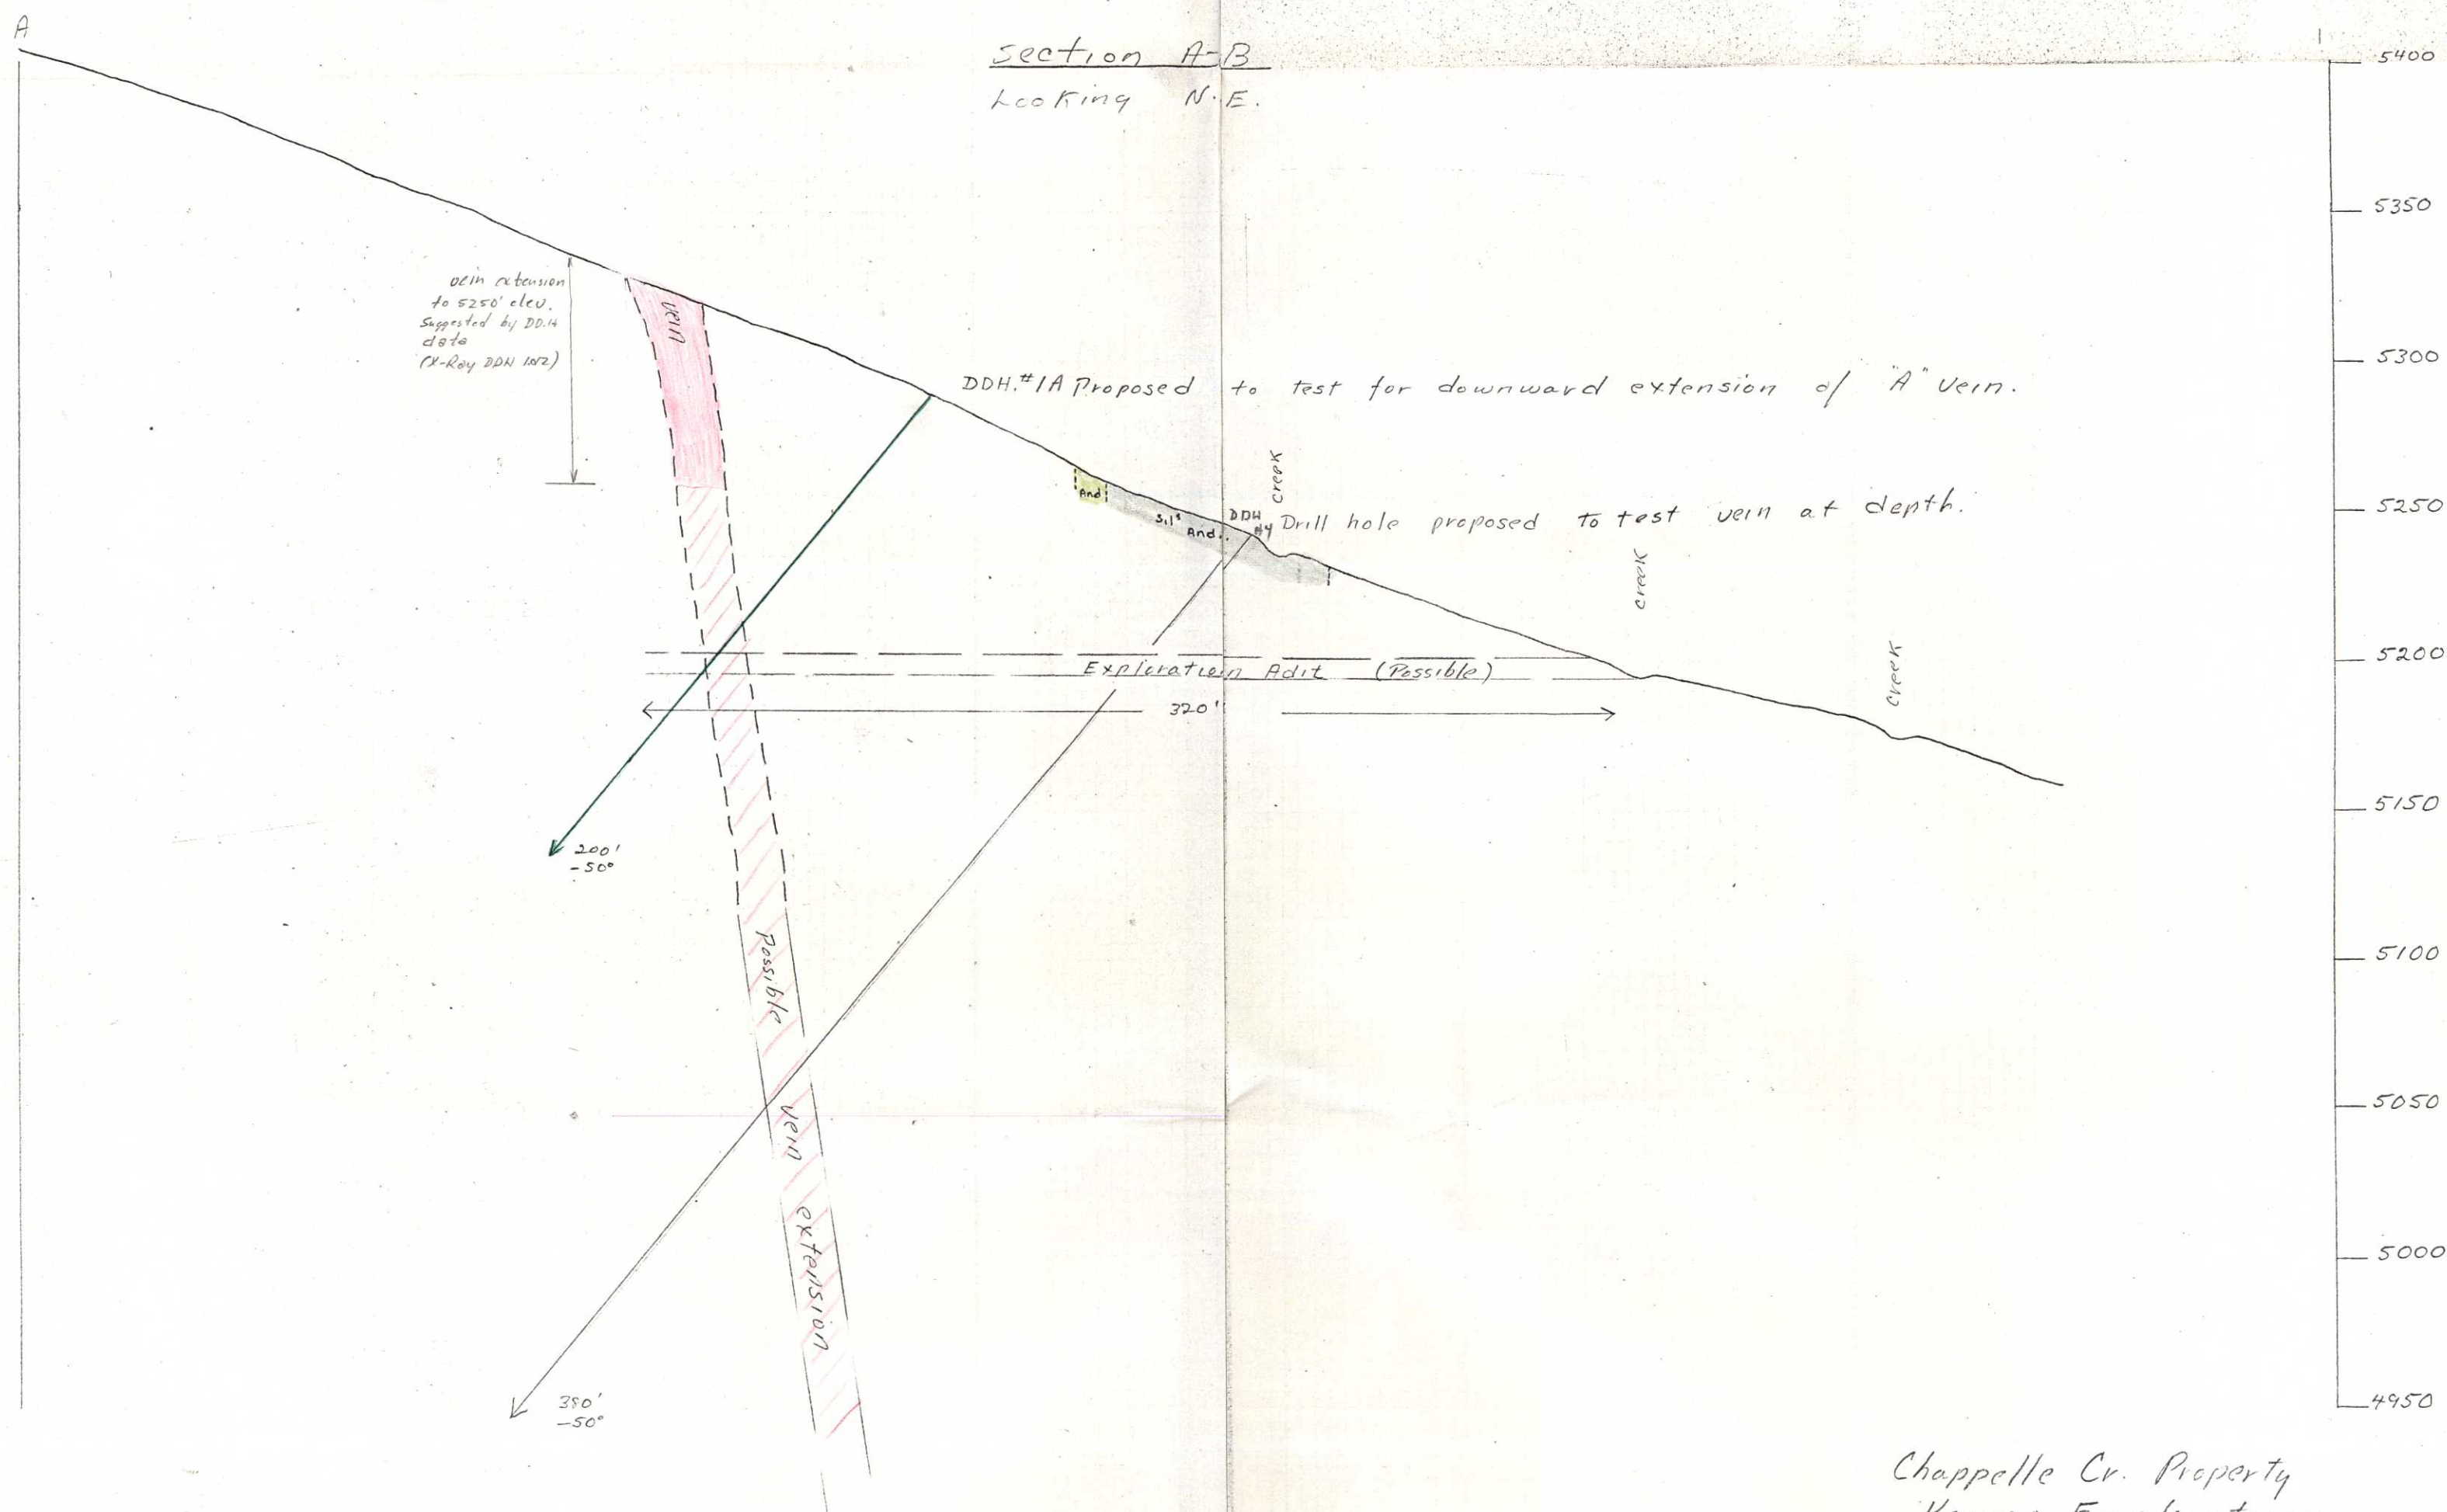 A
section A-B
Looking N.E.
5400
5350
5300
5250
5200
5150
5100
5050
5000
4950
vein extension
to 5250' elev.
Suggested by DD.H
data
(X-Ray DDH 1&2)
vein
DDH.#1A Proposed to test for downward extension of "A" vein.
And
Sil'd
And.
DDH
#4
creek
Drill hole proposed to test vein at depth.
creek
creek
Exploration Adit (Possible)
320'
200'
-50°
Possible vein extension
380'
-50°
Chappelle Cr. Property